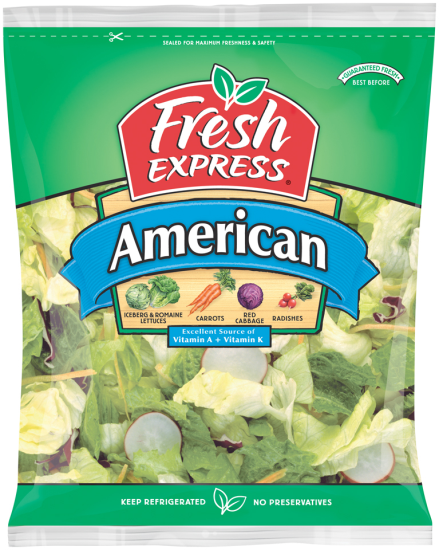 SEALED FOR MAXIMUM FRESHNESS & SAFETY
GUARANTEED FRESH
BEST BEFORE
Fresh
EXPRESS®
American
ICEBERG & ROMAINE
LETTUCES
CARROTS
RED
CABBAGE
RADISHES
Excellent Source of
Vitamin A + Vitamin K
KEEP REFRIGERATED NO PRESERVATIVES